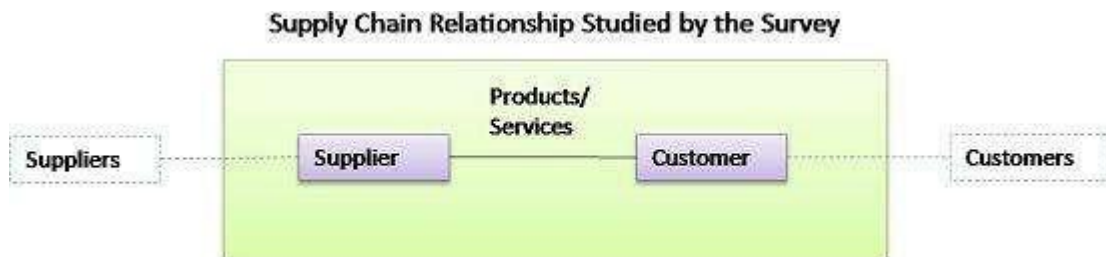 Supply Chain Relationship Studied by the Survey
Products/
Services
Suppliers
Supplier
Customer
Customers